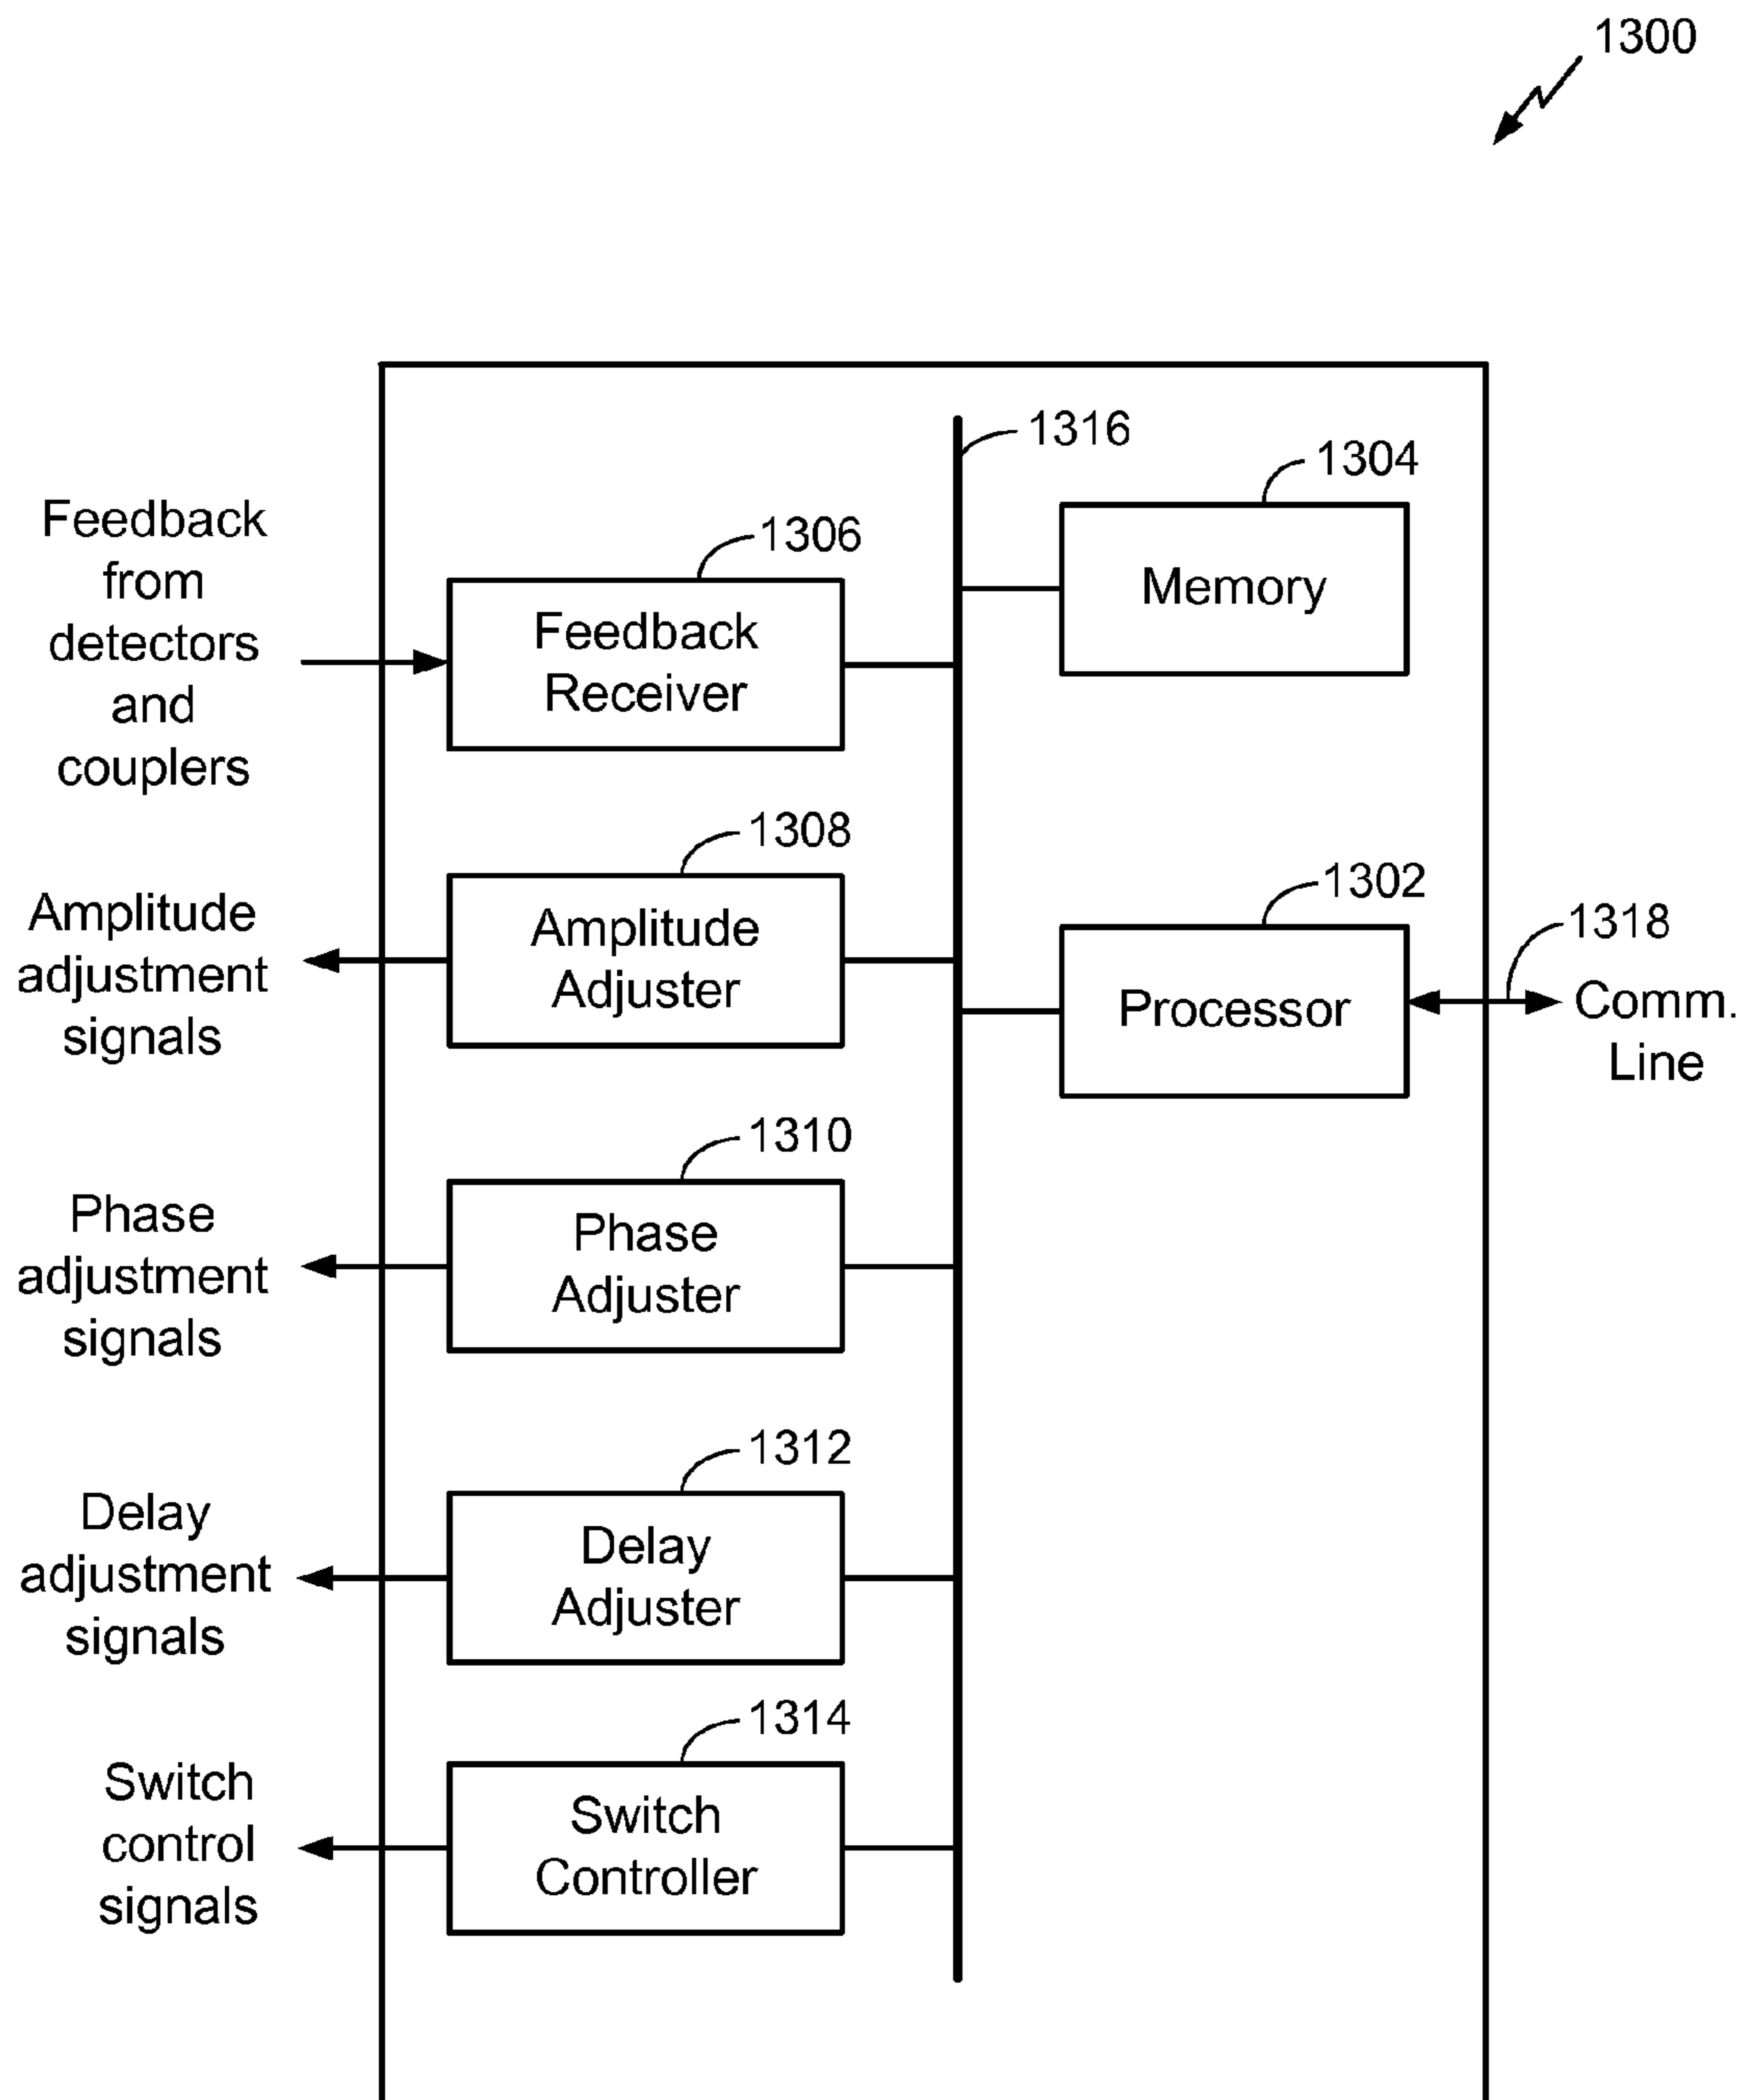 1300
1316
1304
Memory
Feedback
from
detectors
and
couplers
1306
Feedback
Receiver
1308
Amplitude
adjustment
signals
Amplitude
Adjuster
1302
Processor
1318
Comm.
Line
1310
Phase
adjustment
signals
Phase
Adjuster
1312
Delay
adjustment
signals
Delay
Adjuster
1314
Switch
control
signals
Switch
Controller